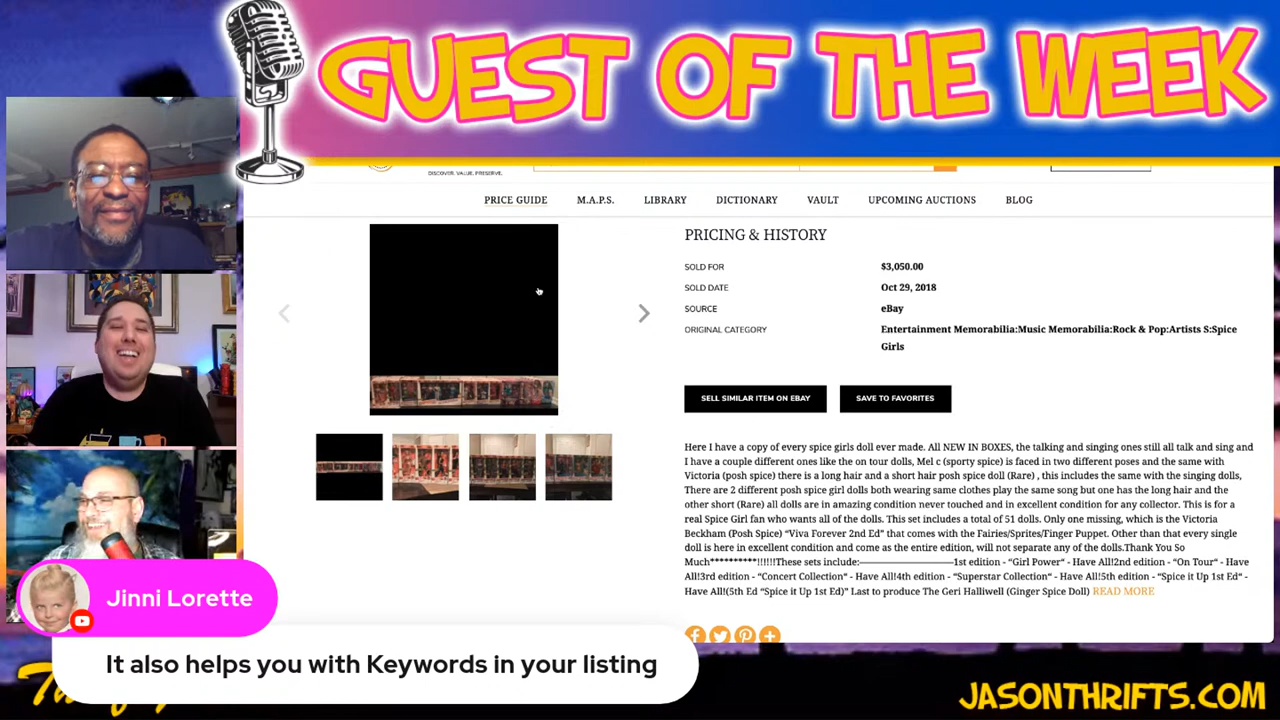 GUEST OF THE WEEK
DISCOVER. VALUE. PRESERVE.
PRICE GUIDE M.A.P.S. LIBRARY DICTIONARY VAULT UPCOMING AUCTIONS BLOG
PRICING & HISTORY
SOLD FOR $3,050.00
SOLD DATE Oct 29, 2018
SOURCE eBay
ORIGINAL CATEGORY Entertainment Memorabilia:Music Memorabilia:Rock & Pop:Artists S:Spice
Girls
SELL SIMILAR ITEM ON EBAY SAVE TO FAVORITES
Here I have a copy of every spice girls doll ever made. All NEW IN BOXES, the talking and singing ones still all talk and sing and
I have a couple different ones like the on tour dolls, Mel c (sporty spice) is faced in two different poses and the same with
Victoria (posh spice) there is a long hair and a short hair posh spice doll (Rare) , this includes the same with the singing dolls,
There are 2 different posh spice girl dolls both wearing same clothes play the same song but one has the long hair and the
other short (Rare) all dolls are in amazing condition never touched and in excellent condition for any collector. This is for a
real Spice Girl fan who wants all of the dolls. This set includes a total of 51 dolls. Only one missing, which is the Victoria
Beckham (Posh Spice) “Viva Forever 2nd Ed” that comes with the Fairies/Sprites/Finger Puppet. Other than that every single
doll is here in excellent condition and come as the entire edition, will not separate any of the dolls.Thank You So
Much**********!!!!!!These sets include:——————————1st edition - “Girl Power“ - Have All!2nd edition - “On Tour“ - Have
All!3rd edition - “Concert Collection“ - Have All!4th edition - “Superstar Collection“ - Have All!5th edition - “Spice it Up 1st Ed“ -
Have All!(5th Ed “Spice it Up 1st Ed)” Last to produce The Geri Halliwell (Ginger Spice Doll) READ MORE
Jinni Lorette
It also helps you with Keywords in your listing
JASONTHRIFTS.COM